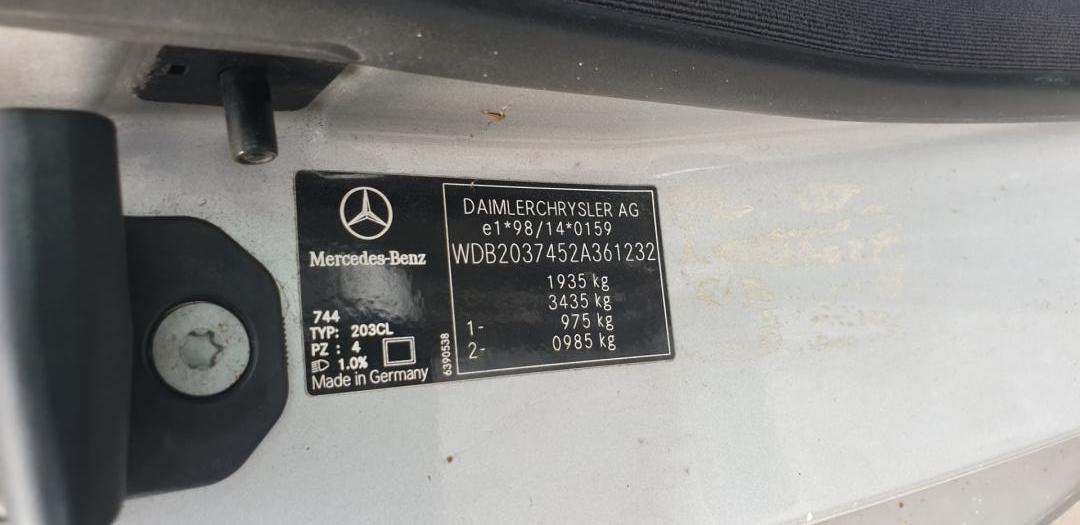 Mercedes-Benz
744
TYP: 203CL
PZ : 4
1.0%
Made in Germany
6390538
DAIMLERCHRYSLER AG
e1*98/14*0159
WDB2037452A361232
1935 kg
3435 kg
1- 975 kg
2- 0985 kg